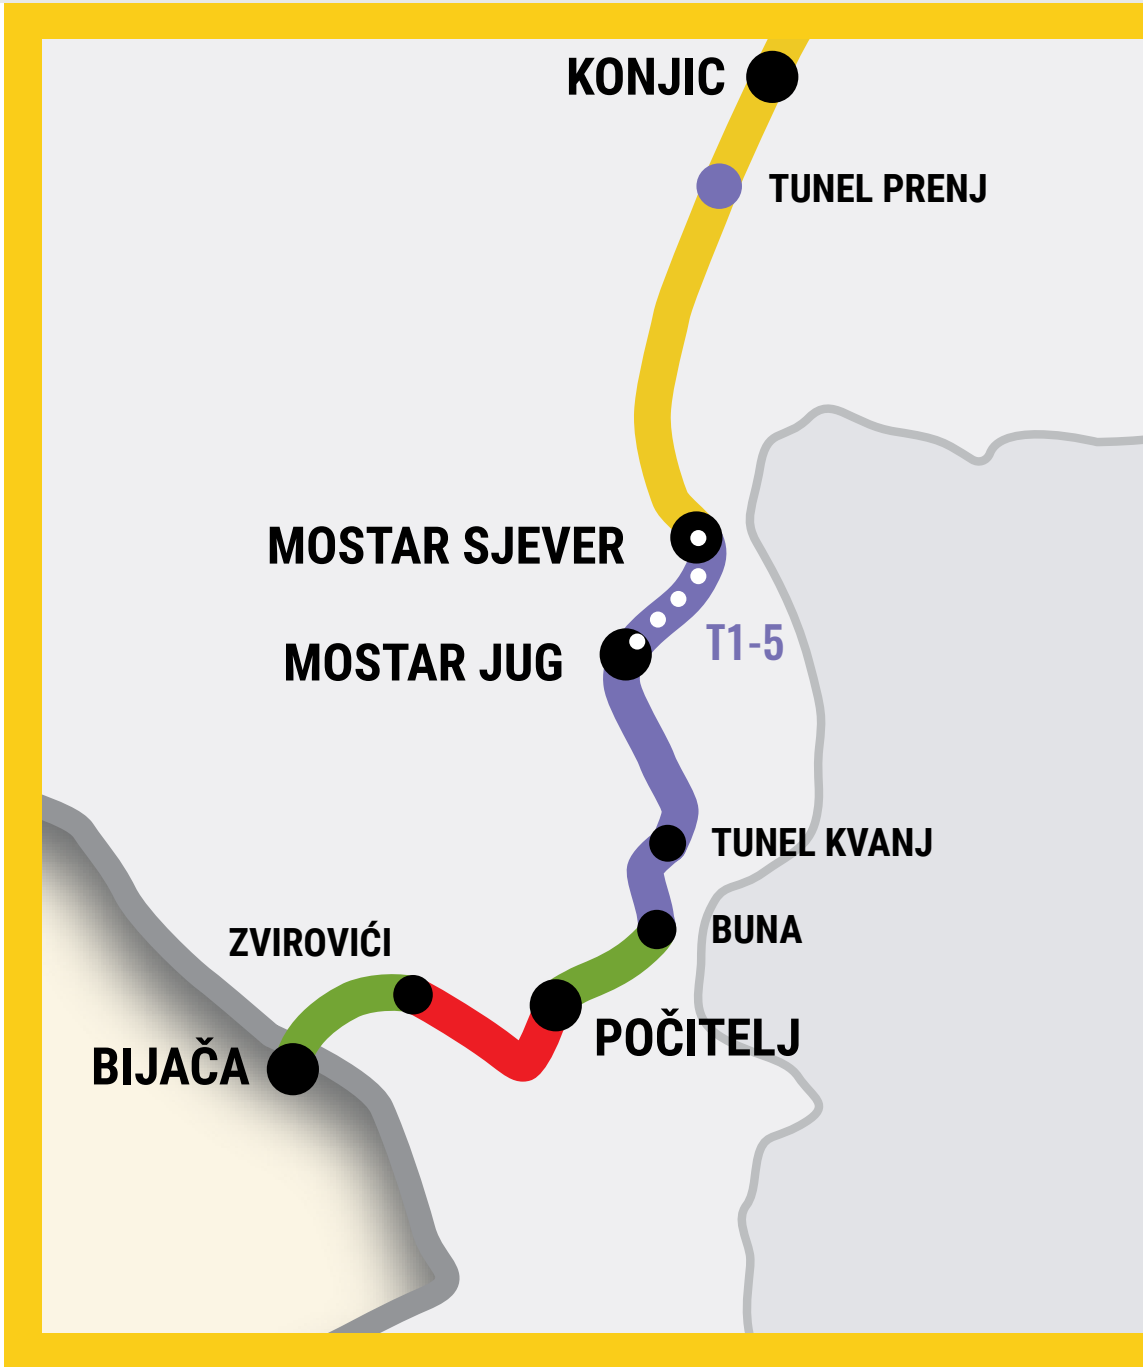 KONJIC
TUNEL PRENJ
MOSTAR SJEVER
T1-5
MOSTAR JUG
TUNEL KVANJ
BUNA
ZVIROVIĆI
POČITELJ
BIJAČA